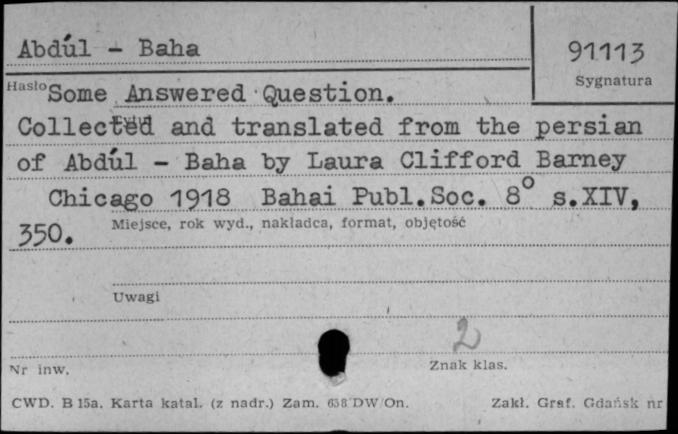 Abdúl - Baha
91113
Sygnatura
Hasło
Some Answered Question.
Collected and translated from the persian
of Abdúl - Baha by Laura Clifford Barney
Chicago 1918 Bahai Publ. Soc. 8° s.XIV,
350.
Miejsce, rok wyd., nakładca, format, objętość
Uwagi
2
Nr inw.
Znak klas.
CWD. B 15a. Karta katal. (z nadr.) Zam. 638 DW/On.
Zakł. Graf. Gdańsk nr